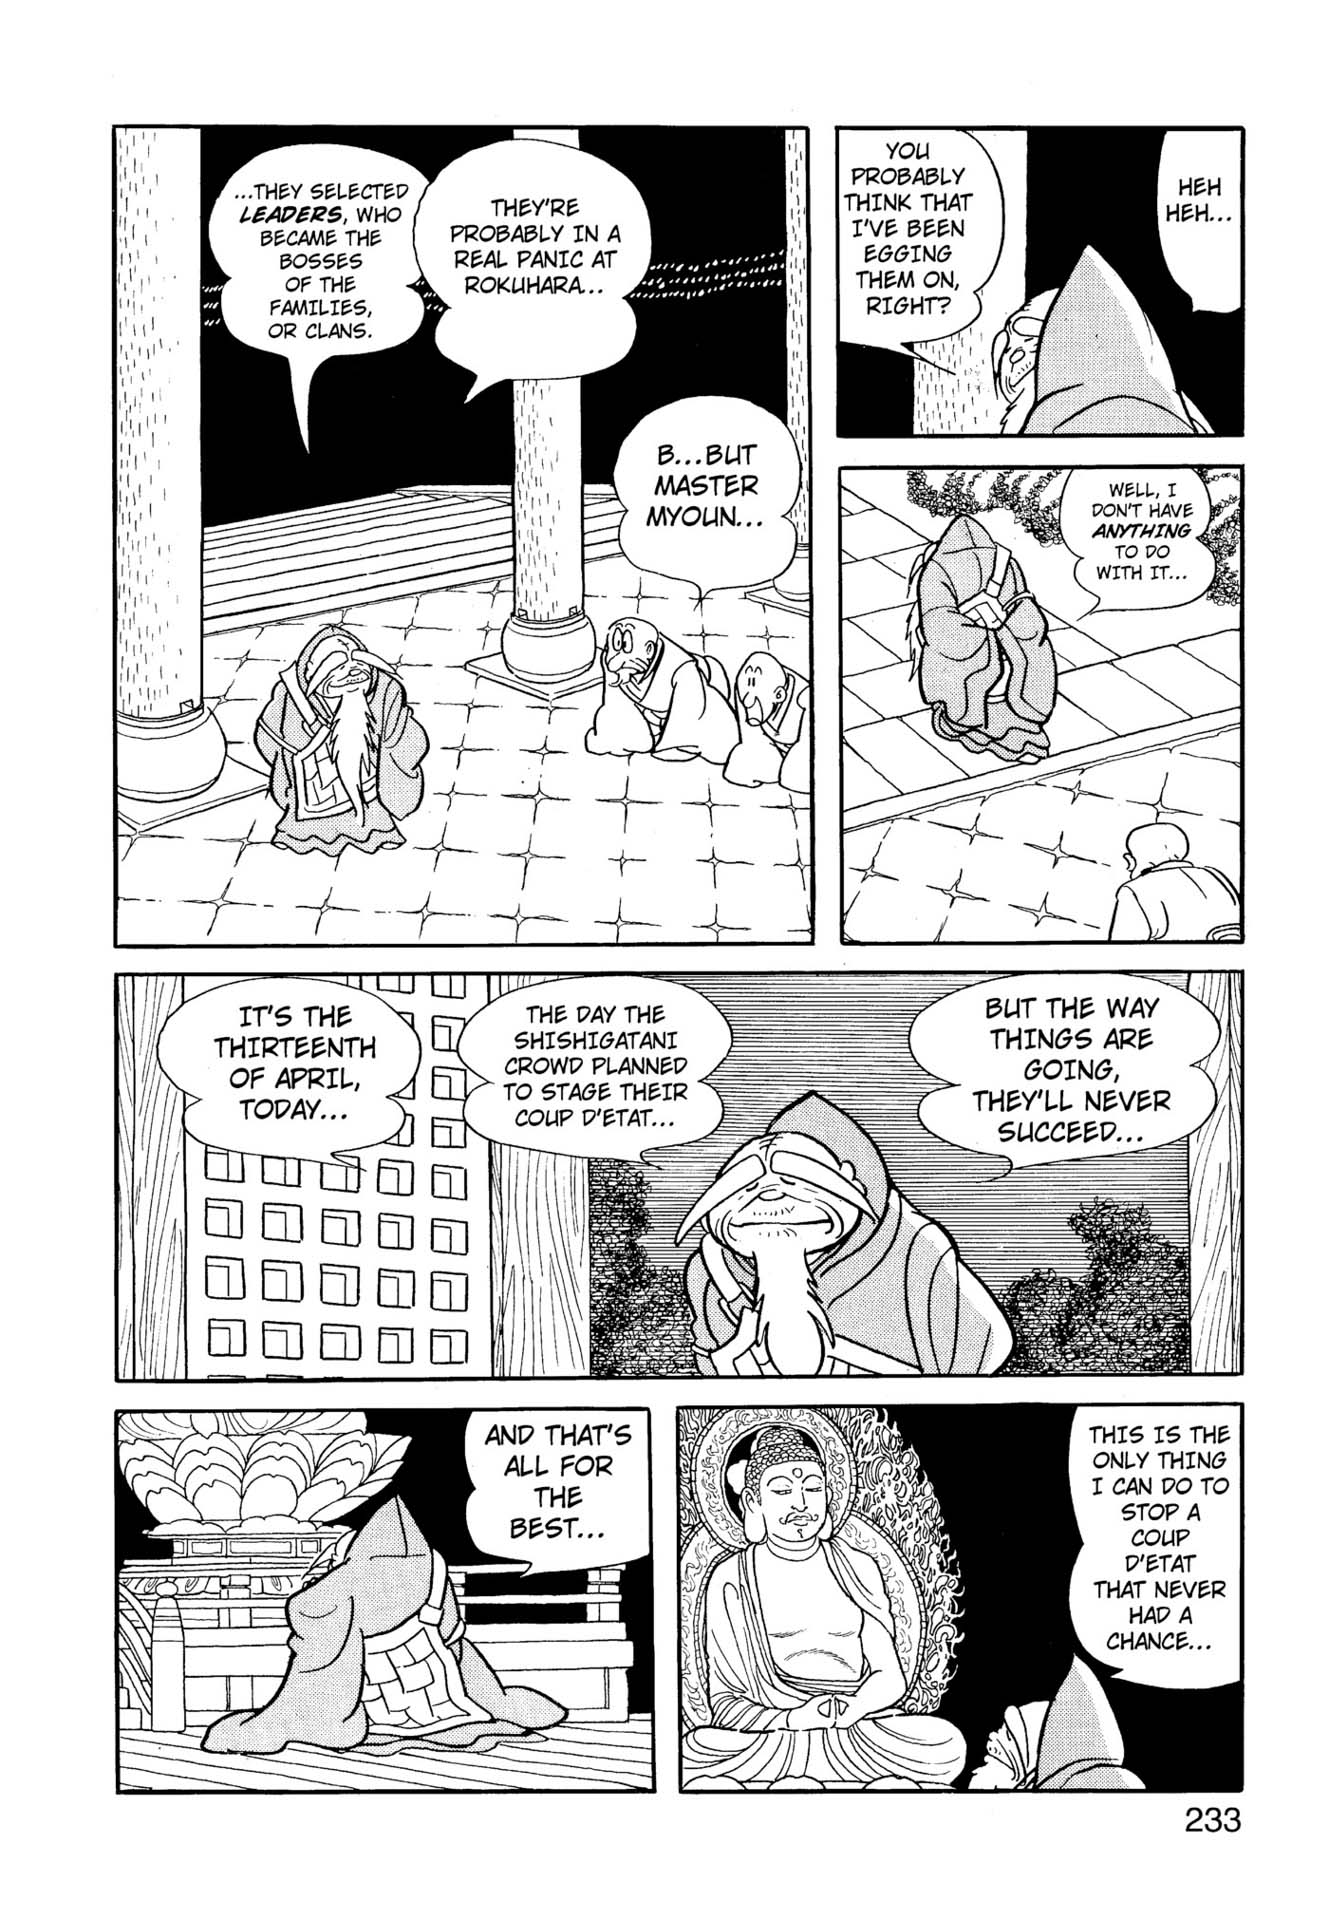 ...THEY SELECTED
LEADERS, WHO
BECAME THE
BOSSES
OF THE
FAMILIES,
OR CLANS.
THEY'RE
PROBABLY IN A
REAL PANIC AT
ROKUHARA...
B...BUT
MASTER
MYOUN...
YOU
PROBABLY
THINK THAT
I'VE BEEN
EGGING
THEM ON,
RIGHT?
HEH
HEH...
WELL, I
DON'T HAVE
ANYTHING
TO DO
WITH IT...
IT'S THE
THIRTEENTH
OF APRIL,
TODAY...
THE DAY THE
SHISHIGATANI
CROWD PLANNED
TO STAGE THEIR
COUP D'ETAT...
BUT THE WAY
THINGS ARE
GOING,
THEY'LL NEVER
SUCCEED...
AND THAT'S
ALL FOR
THE
BEST...
THIS IS THE
ONLY THING
I CAN DO TO
STOP A
COUP
D'ETAT
THAT NEVER
HAD A
CHANCE...
233